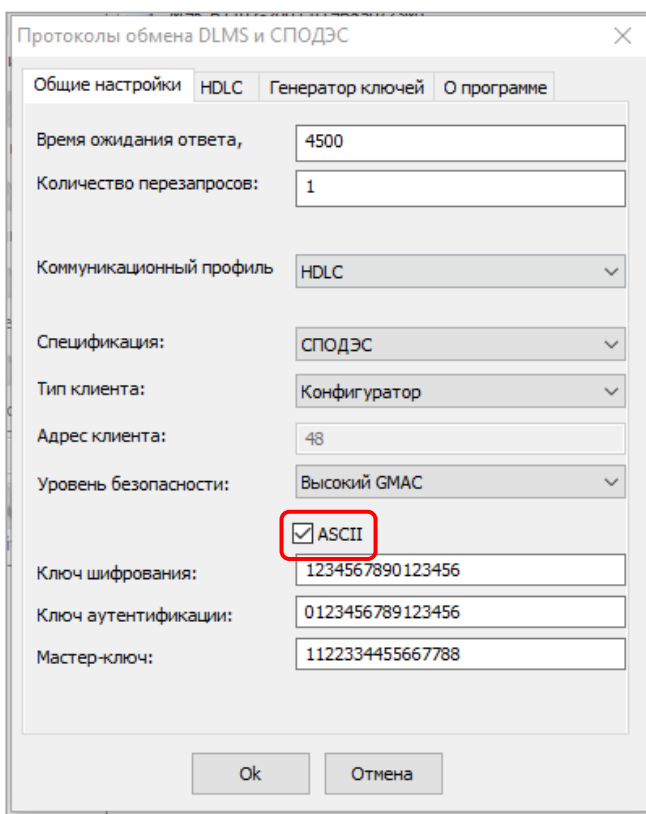 Протоколы обмена DLMS и СПОДЭС
Общие настройки HDLC Генератор ключей О программе
Время ожидания ответа, 4500
Количество перезапросов: 1
Коммуникационный профиль HDLC
Спецификация: СПОДЭС
Тип клиента: Конфигуратор
Адрес клиента: 48
Уровень безопасности: Высокий GMAC
ASCII
Ключ шифрования: 1234567890123456
Ключ аутентификации: 0123456789123456
Мастер-ключ: 1122334455667788
Ok Отмена